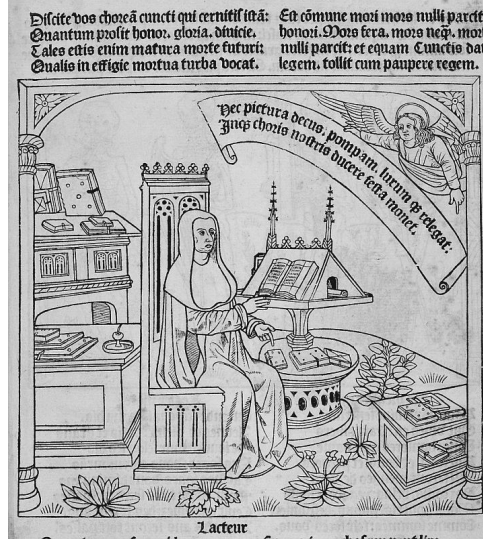 Discite vos choreã cuncti qui cernitis istã:
Quantum prosit honor. gloria. diuicie.
Tales estis enim matura morte futuri:
Qualis in effigie mortua turba vocat.
Est cõmune mori mors nulli parcit
honori. Mors fera. mors neq̃. mor
nulli parcit: et equam Cunctis da
legem. tollit cum paupere regem.
Hec pictura decus. pompam. luxumqꝫ relegat:
Inqꝫ choris nostris ducere festa monet.
Lacteur